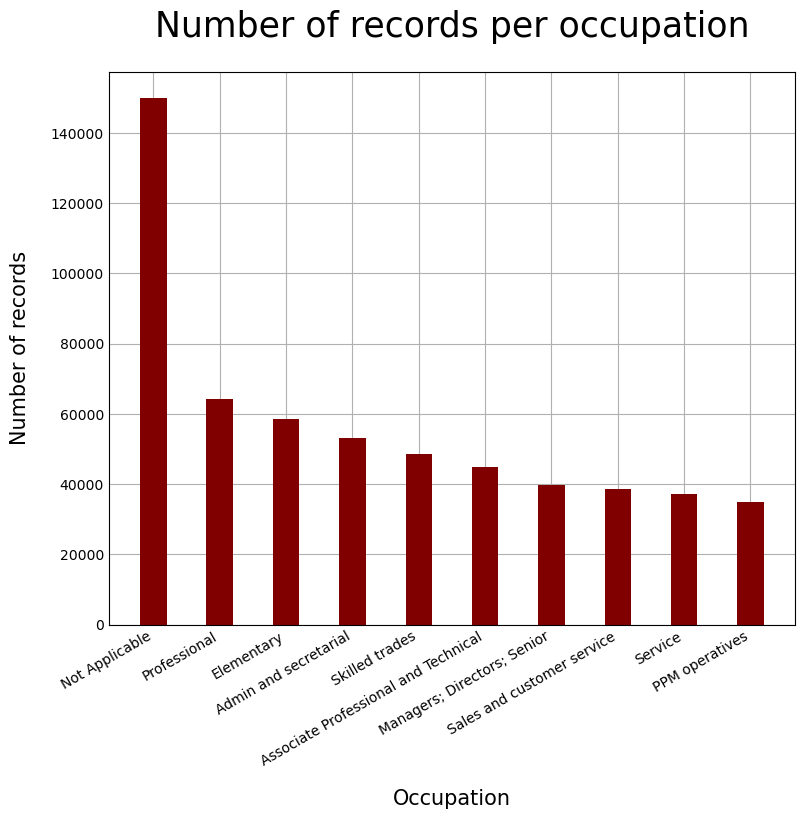 Number of records per occupation
Number of records
140000
120000
100000
80000
60000
40000
20000
0
Not Applicable
Professional
Elementary
Admin and secretarial
Skilled trades
Associate Professional and Technical
Managers; Directors; Senior
Sales and customer service
Service
PPM operatives
Occupation